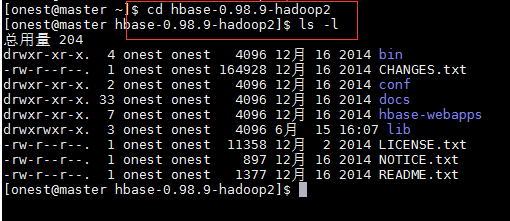 [onest@master ~]$ cd hbase-0.98.9-hadoop2
[onest@master hbase-0.98.9-hadoop2]$ ls -l
总用量 204
drwxr-xr-x.  4 onest onest   4096 12月 16 2014 bin
-rw-r--r--.  1 onest onest 164928 12月 16 2014 CHANGES.txt
drwxr-xr-x.  2 onest onest   4096 12月 16 2014 conf
drwxr-xr-x. 33 onest onest   4096 12月 16 2014 docs
drwxr-xr-x.  7 onest onest   4096 12月 16 2014 hbase-webapps
drwxrwxr-x.  3 onest onest   4096 6月  15 16:07 lib
-rw-r--r--.  1 onest onest  11358 12月  2 2014 LICENSE.txt
-rw-r--r--.  1 onest onest    897 12月 16 2014 NOTICE.txt
-rw-r--r--.  1 onest onest   1377 12月 16 2014 README.txt
[onest@master hbase-0.98.9-hadoop2]$